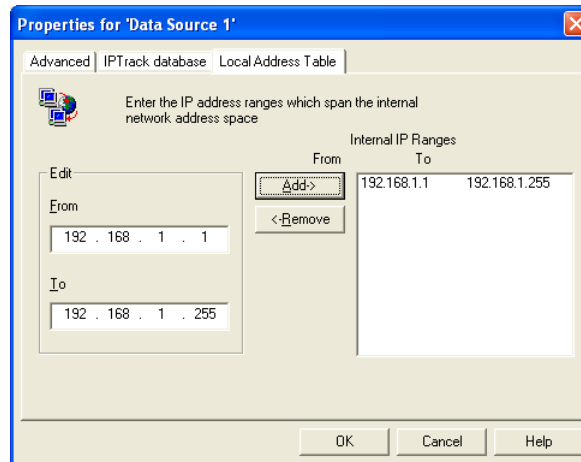 Properties for 'Data Source 1'
Advanced IPTrack database Local Address Table
Enter the IP address ranges which span the internal
network address space
Internal IP Ranges
From To
Edit
From
192 . 168 . 1 . 1
To
192 . 168 . 1 . 255
Add->
<-Remove
192.168.1.1 192.168.1.255
OK Cancel Help